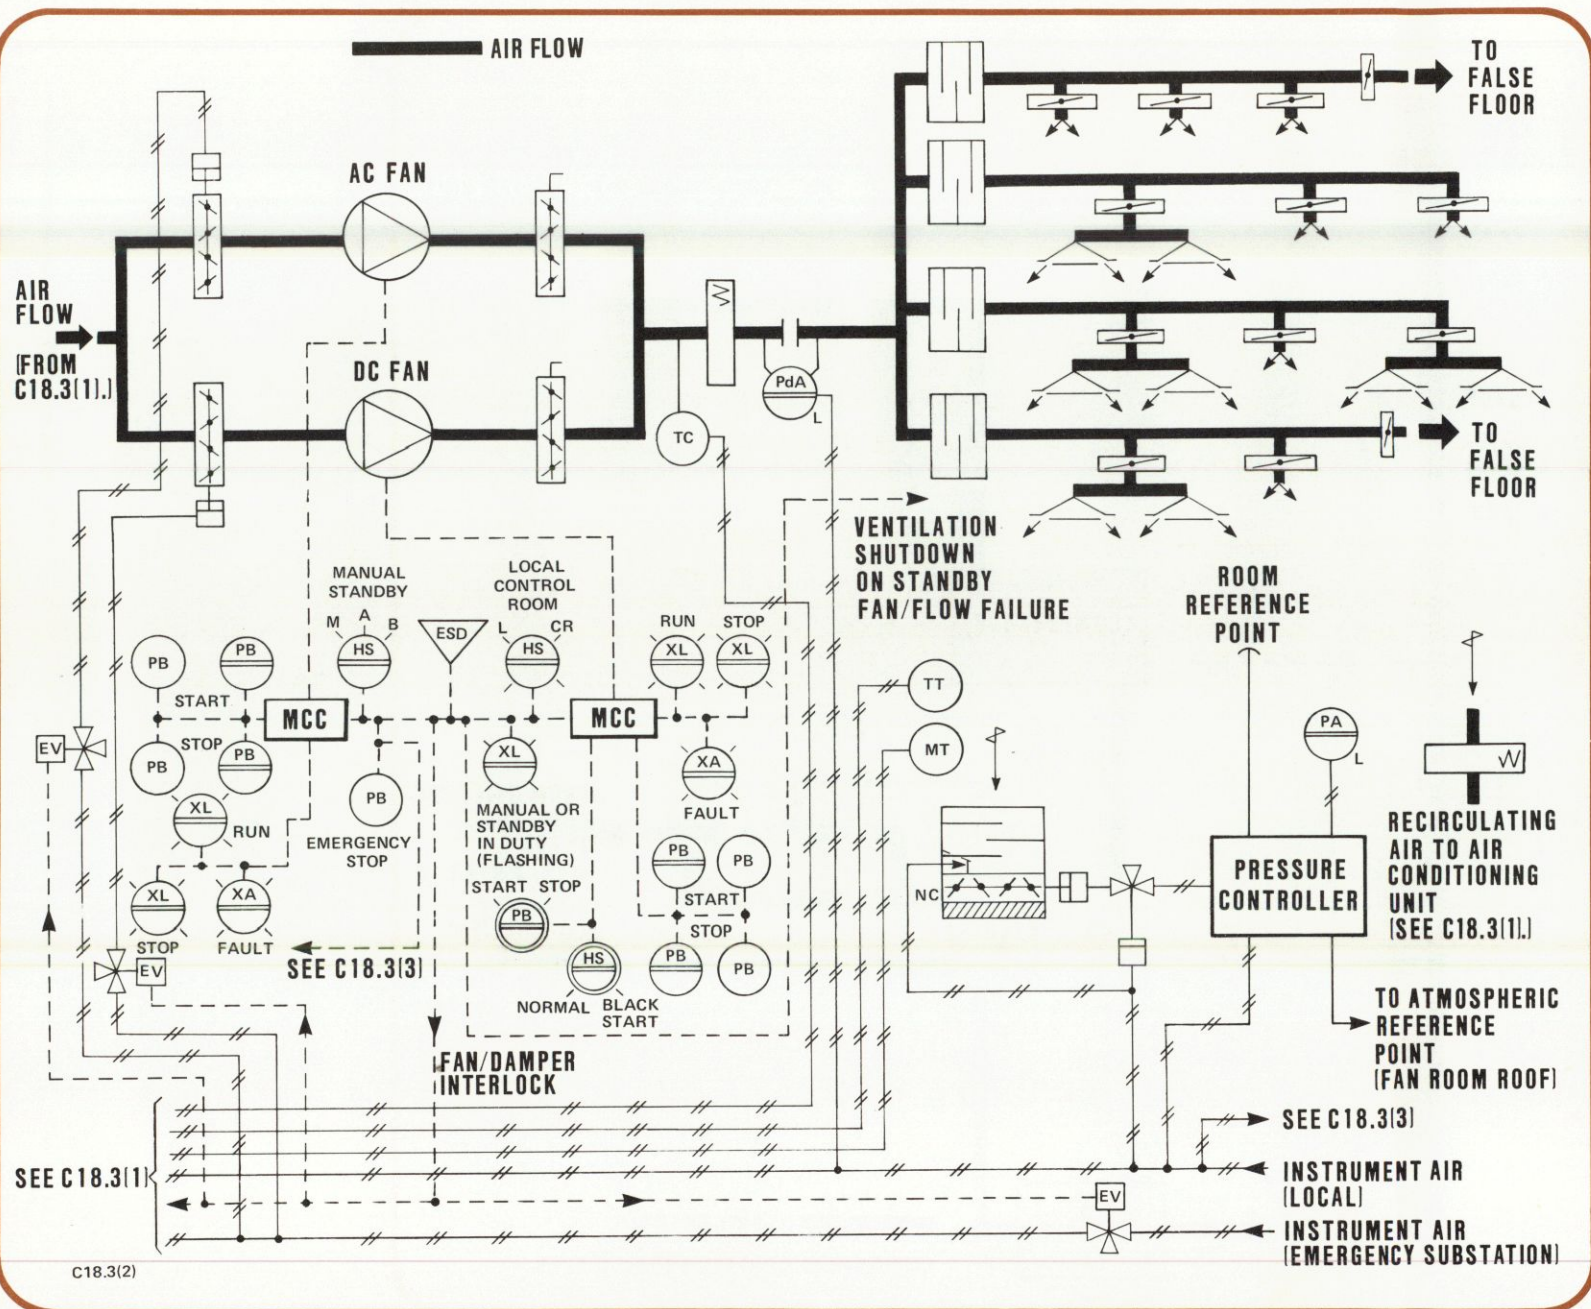 AIR FLOW
TO
FALSE
FLOOR
AC FAN
AIR
FLOW
(FROM
C18.3(1).)
DC FAN
PdA
L
TC
TO
FALSE
FLOOR
VENTILATION
SHUTDOWN
ON STANDBY
FAN/FLOW FAILURE
ROOM
REFERENCE
POINT
MANUAL
STANDBY
M A B
HS
LOCAL
CONTROL
ROOM
L CR
HS
ESD
RUN STOP
XL XL
PB PB
START
MCC
MCC
STOP
PB PB
EV
XL
RUN
XL XA
STOP FAULT
PB
EMERGENCY
STOP
SEE C18.3(3)
XL
MANUAL OR
STANDBY
IN DUTY
(FLASHING)
START STOP
PB
HS
NORMAL BLACK
START
XA
FAULT
PB PB
START
STOP
PB PB
TT
MT
NC
PA
L
PRESSURE
CONTROLLER
RECIRCULATING
AIR TO AIR
CONDITIONING
UNIT
(SEE C18.3(1).)
EV
TO ATMOSPHERIC
REFERENCE
POINT
(FAN ROOM ROOF)
FAN/DAMPER
INTERLOCK
SEE C18.3(3)
SEE C18.3(1)
INSTRUMENT AIR
(LOCAL)
EV
INSTRUMENT AIR
(EMERGENCY SUBSTATION)
C18.3(2)